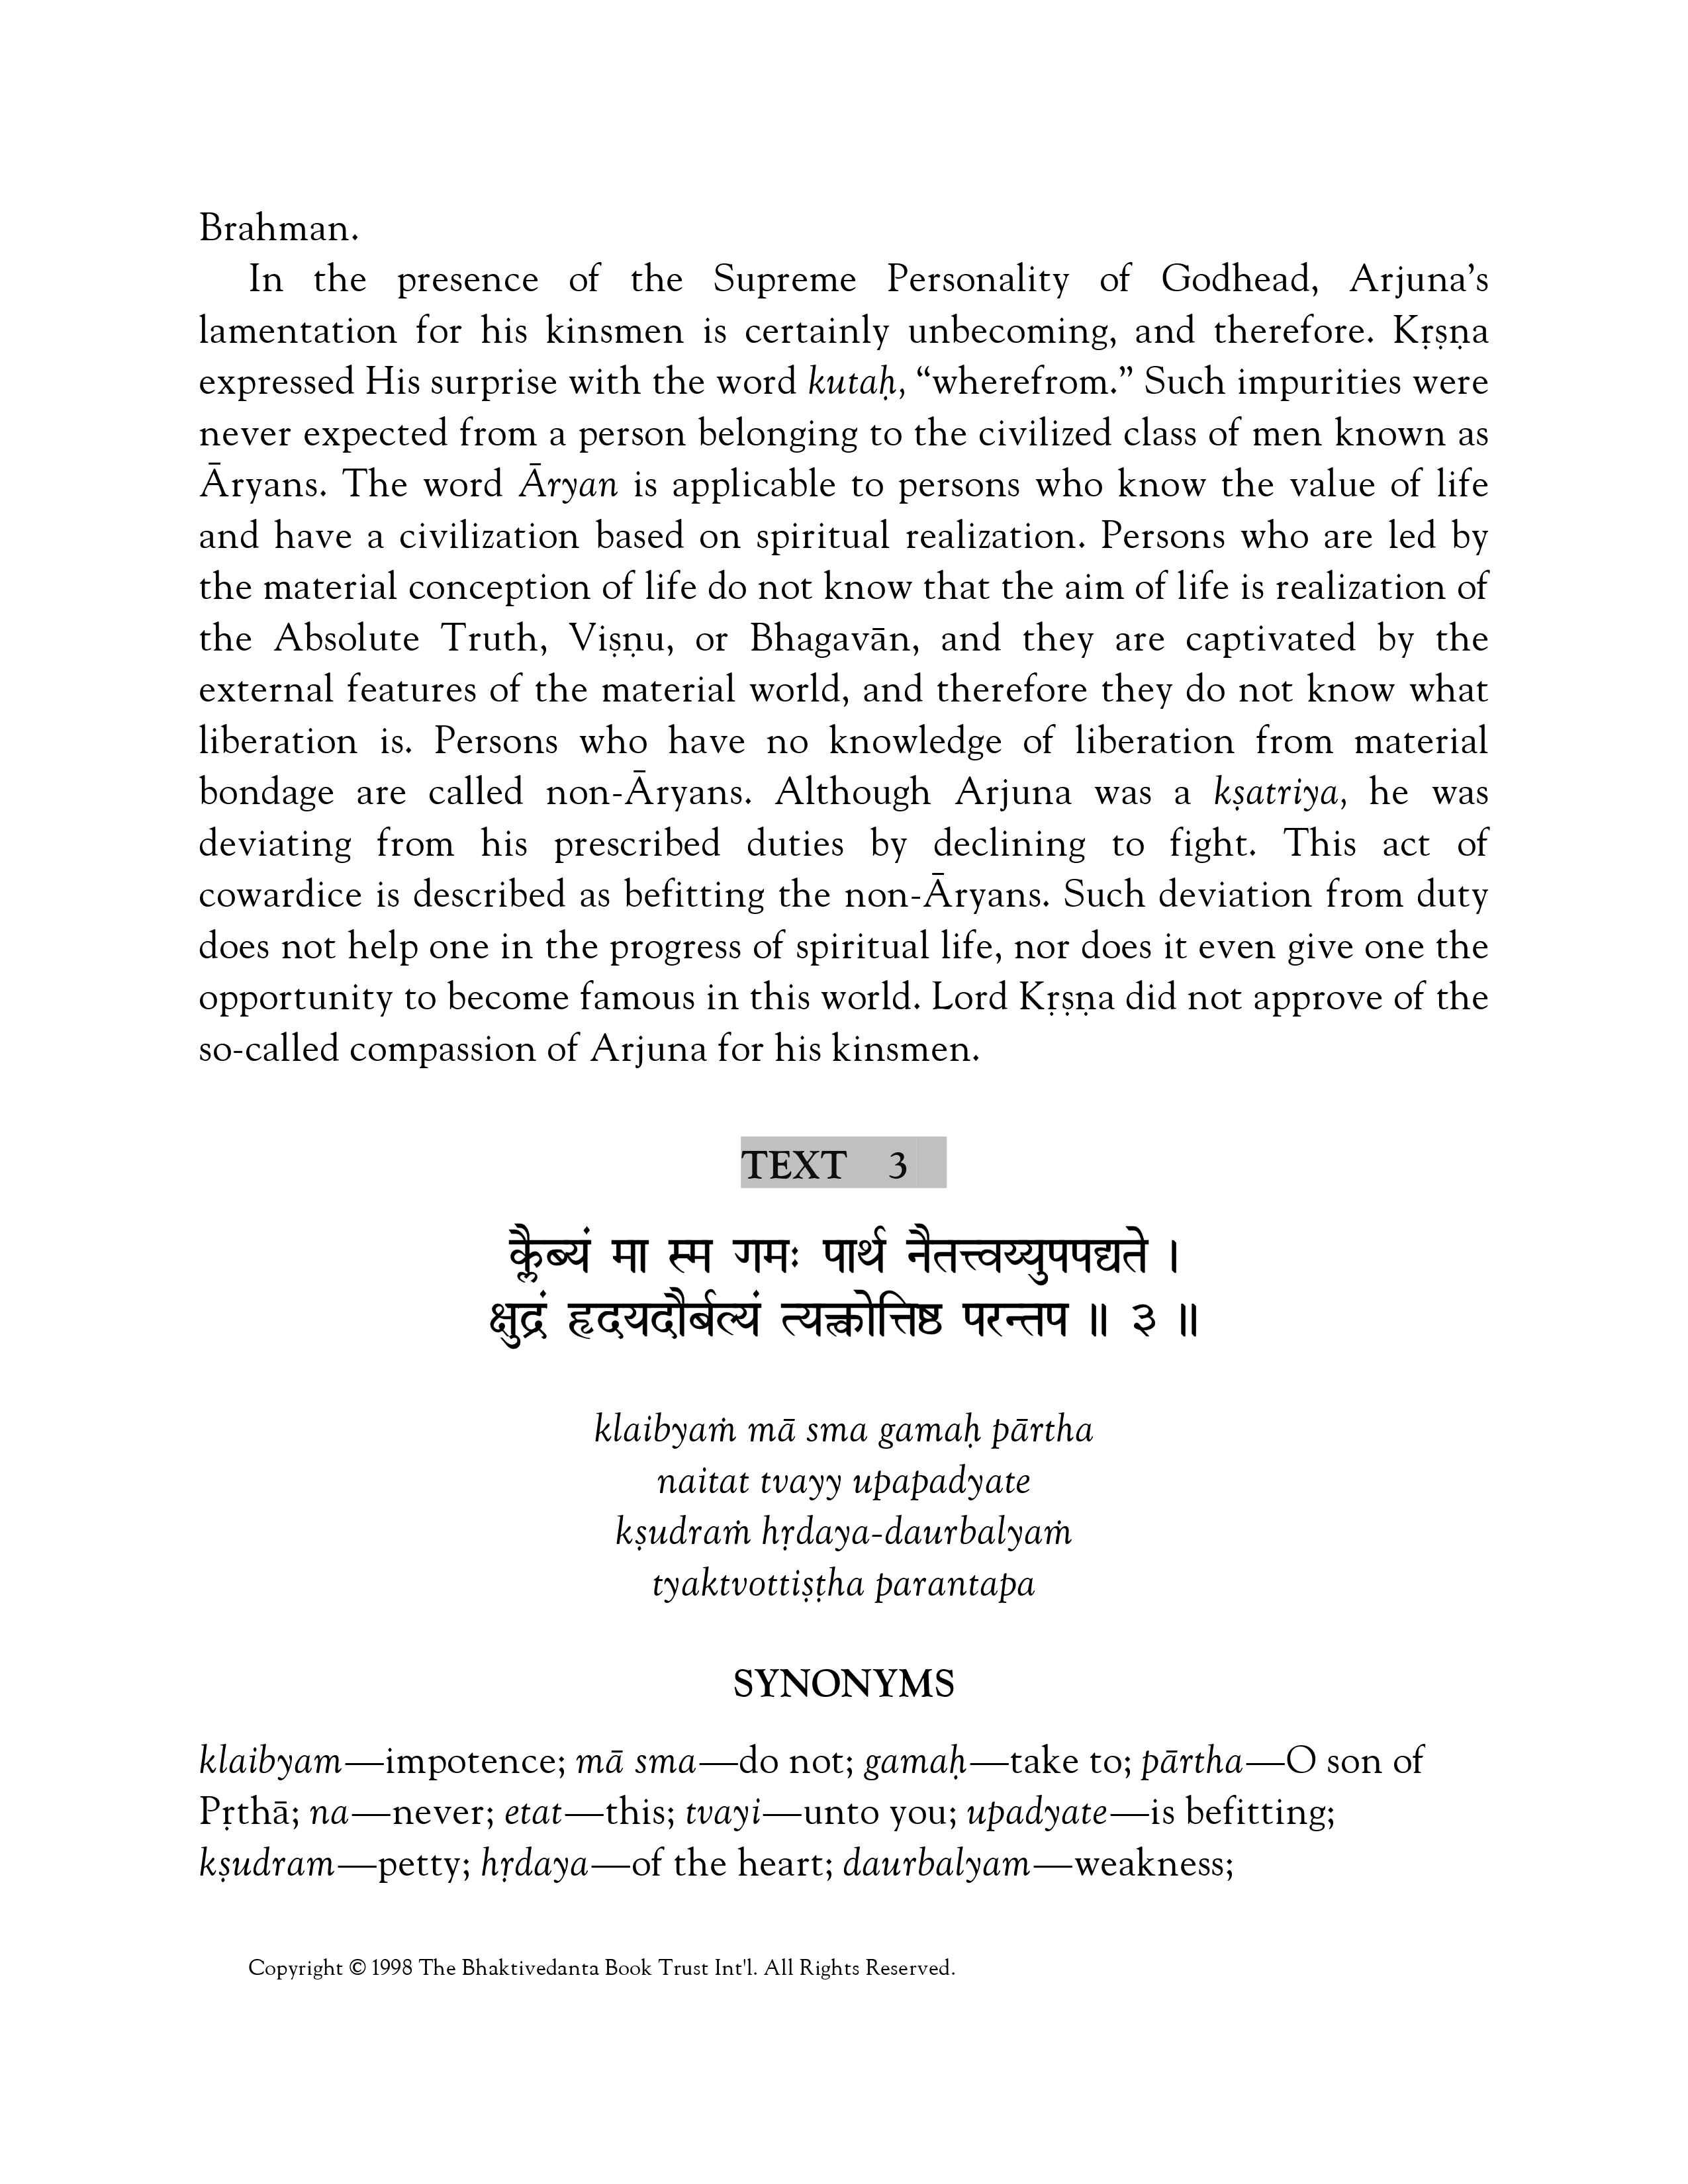 Brahman.
In the presence of the Supreme Personality of Godhead, Arjuna’s
lamentation for his kinsmen is certainly unbecoming, and therefore. Kṛṣṇa
expressed His surprise with the word kutaḥ, “wherefrom.” Such impurities were
never expected from a person belonging to the civilized class of men known as
Āryans. The word Āryan is applicable to persons who know the value of life
and have a civilization based on spiritual realization. Persons who are led by
the material conception of life do not know that the aim of life is realization of
the Absolute Truth, Viṣṇu, or Bhagavān, and they are captivated by the
external features of the material world, and therefore they do not know what
liberation is. Persons who have no knowledge of liberation from material
bondage are called non-Āryans. Although Arjuna was a kṣatriya, he was
deviating from his prescribed duties by declining to fight. This act of
cowardice is described as befitting the non-Āryans. Such deviation from duty
does not help one in the progress of spiritual life, nor does it even give one the
opportunity to become famous in this world. Lord Kṛṣṇa did not approve of the
so-called compassion of Arjuna for his kinsmen.
TEXT 3
क्लैब्यं मा स्म गमः पार्थ नैतत्त्वय्युपपद्यते ।
क्षुद्रं हृदयदौर्बल्यं त्यक्त्वोत्तिष्ठ परन्तप ॥ ३ ॥
klaibyaṁ mā sma gamaḥ pārtha
naitat tvayy upapadyate
kṣudraṁ hṛdaya-daurbalyaṁ
tyaktvottiṣṭha parantapa
SYNONYMS
klaibyam—impotence; mā sma—do not; gamaḥ—take to; pārtha—O son of
Pṛthā; na—never; etat—this; tvayi—unto you; upadyate—is befitting;
kṣudram—petty; hṛdaya—of the heart; daurbalyam—weakness;
Copyright © 1998 The Bhaktivedanta Book Trust Int'l. All Rights Reserved.